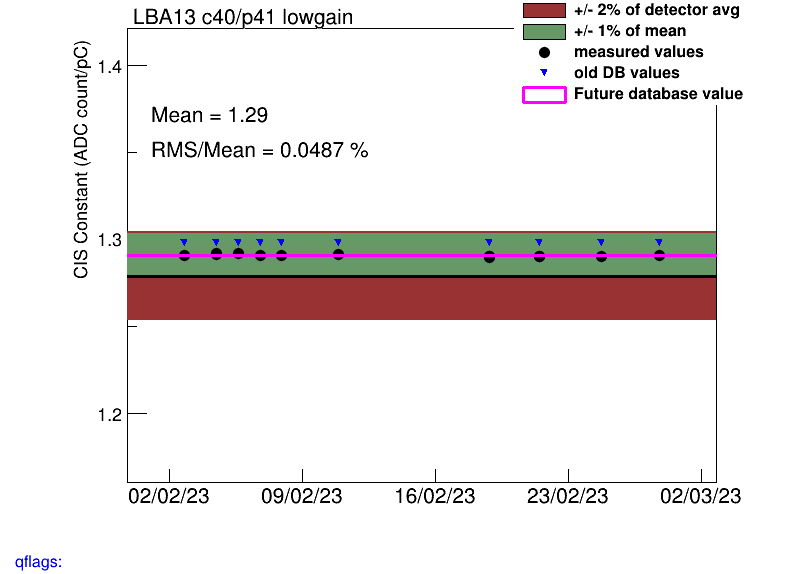 LBA13 c40/p41 lowgain
+/- 2% of detector avg
+/- 1% of mean
measured values
old DB values
Future database value
CIS Constant (ADC count/pC)
1.4
1.3
1.2
Mean = 1.29
RMS/Mean = 0.0487 %
02/02/23
09/02/23
16/02/23
23/02/23
02/03/23
qflags: